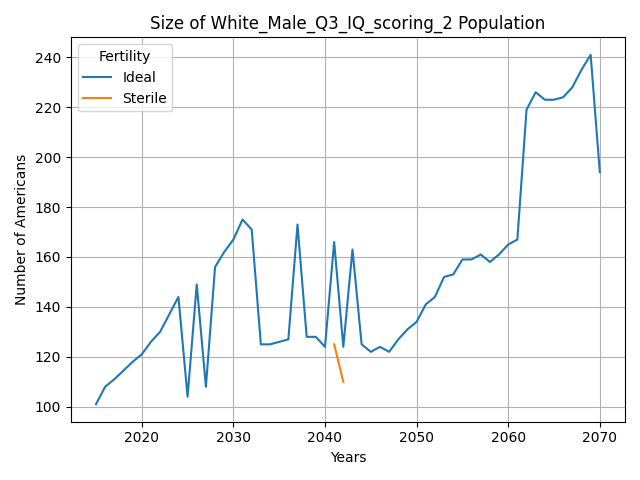 Size of White_Male_Q3_IQ_scoring_2 Population
Fertility
Ideal
Sterile
Number of Americans
240
220
200
180
160
140
120
100
2020
2030
2040
2050
2060
2070
Years